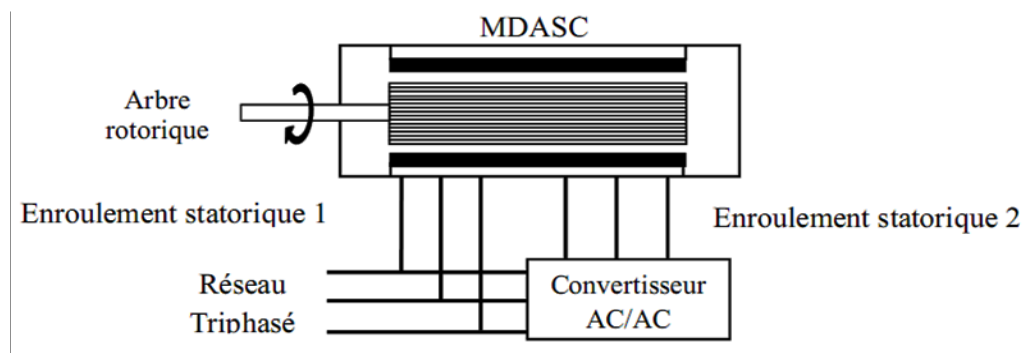 MDASC
Arbre
rotorique
Enroulement statorique 1
Enroulement statorique 2
Réseau
Triphasé
Convertisseur
AC/AC